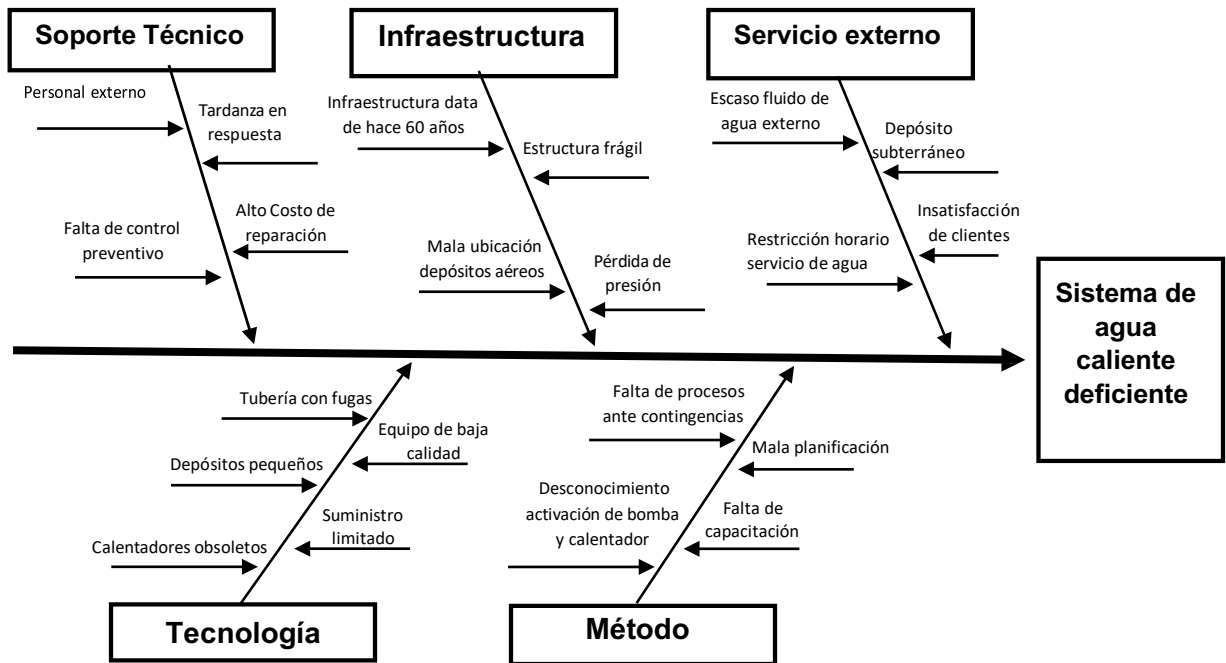 Soporte Técnico
Infraestructura
Servicio externo
Personal externo
Tardanza en
respuesta
Falta de control
preventivo
Alto Costo de
reparación
Infraestructura data
de hace 60 años
Estructura frágil
Mala ubicación
depósitos aéreos
Pérdida de
presión
Escaso fluido de
agua externo
Depósito
subterráneo
Restricción horario
servicio de agua
Insatisfacción
de clientes
Sistema de
agua
caliente
deficiente
Tubería con fugas
Equipo de baja
calidad
Depósitos pequeños
Suministro
limitado
Calentadores obsoletos
Falta de procesos
ante contingencias
Mala planificación
Desconocimiento
activación de bomba
y calentador
Falta de
capacitación
Tecnología
Método